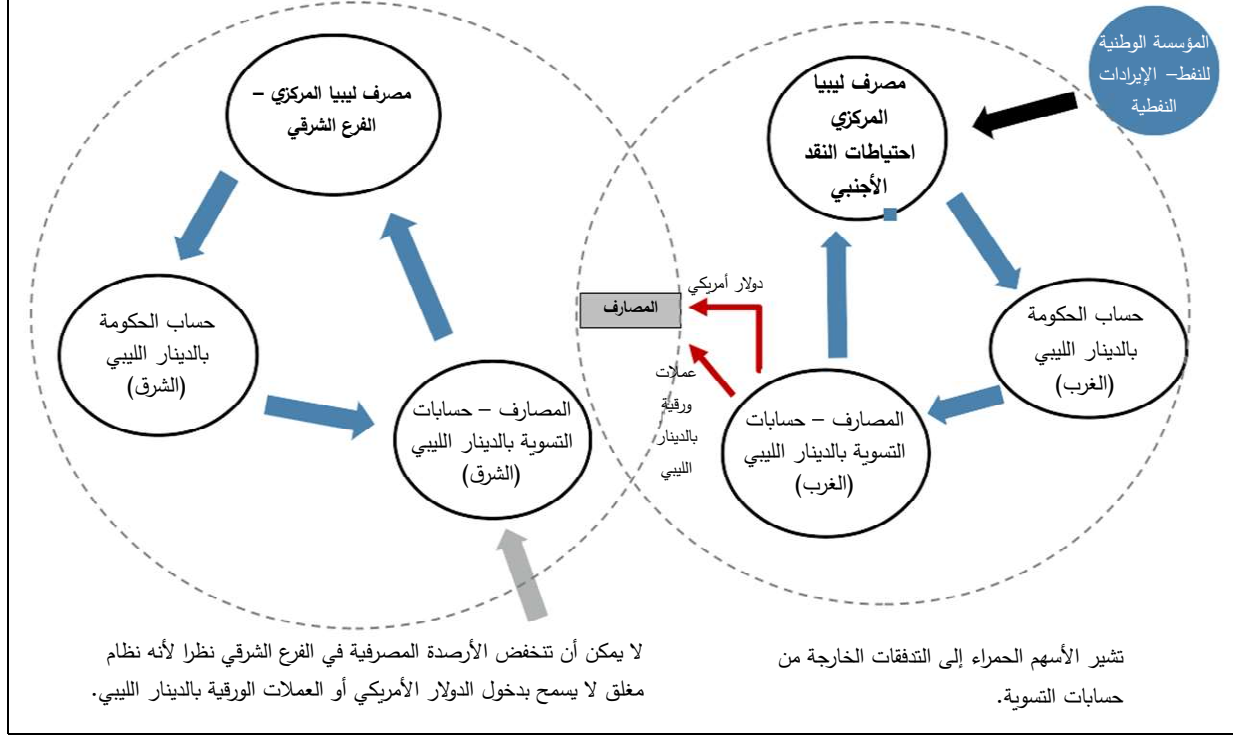 المؤسسة الوطنية
للنفط– الإيرادات
النفطية
مصرف ليبيا
المركزي
احتياطات النقد
الأجنبي
حساب الحكومة
بالدينار الليبي
(الغرب)
المصارف – حسابات
التسوية بالدينار الليبي
(الغرب)
دولار أمريكي
عملات
ورقية
بالدينار
الليبي
المصارف
مصرف ليبيا المركزي –
الفرع الشرقي
حساب الحكومة
بالدينار الليبي
(الشرق)
المصارف – حسابات
التسوية بالدينار الليبي
(الشرق)
تشير الأسهم الحمراء إلى التدفقات الخارجة من
حسابات التسوية.
لا يمكن أن تنخفض الأرصدة المصرفية في الفرع الشرقي نظرا لأنه نظام
مغلق لا يسمح بدخول الدولار الأمريكي أو العملات الورقية بالدينار الليبي.